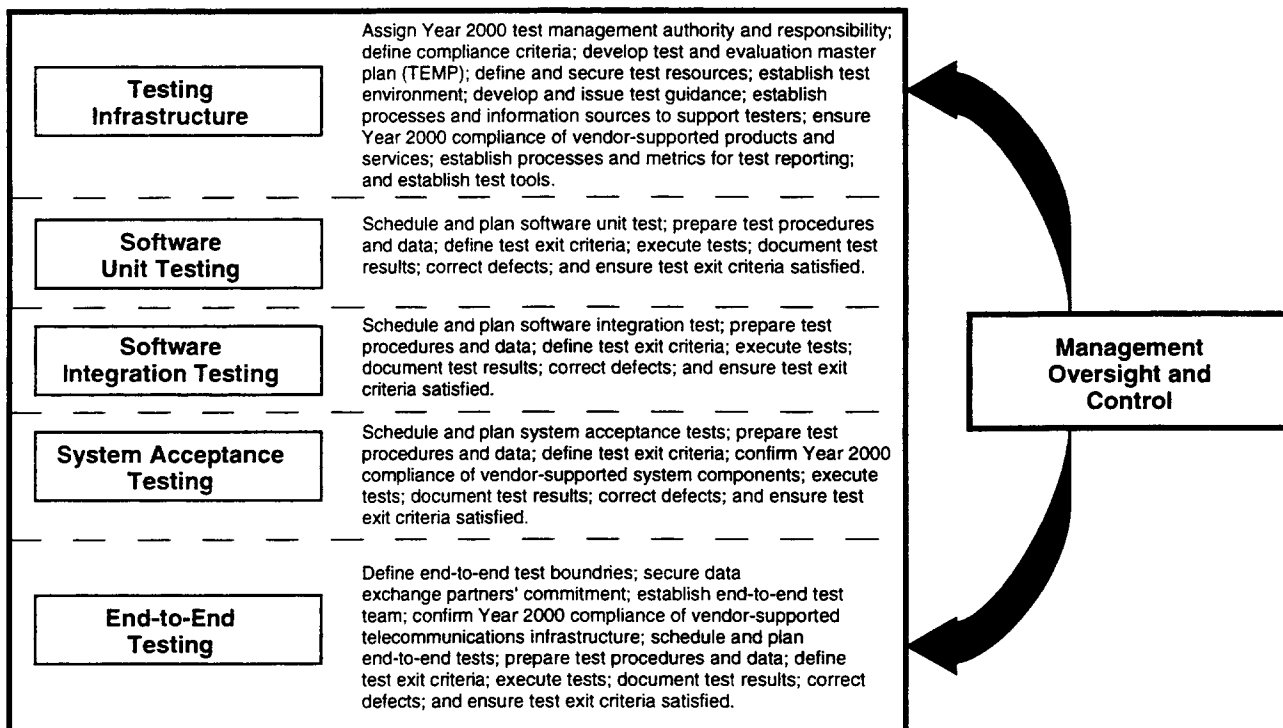 Testing
Infrastructure
Assign Year 2000 test management authority and responsibility;
define compliance criteria; develop test and evaluation master
plan (TEMP); define and secure test resources; establish test
environment; develop and issue test guidance; establish
processes and information sources to support testers; ensure
Year 2000 compliance of vendor-supported products and
services; establish processes and metrics for test reporting;
and establish test tools.
Software
Unit Testing
Schedule and plan software unit test; prepare test procedures
and data; define test exit criteria; execute tests; document test
results; correct defects; and ensure test exit criteria satisfied.
Software
Integration Testing
Schedule and plan software integration test; prepare test
procedures and data; define test exit criteria; execute tests;
document test results; correct defects; and ensure test exit
criteria satisfied.
System Acceptance
Testing
Schedule and plan system acceptance tests; prepare test
procedures and data; define test exit criteria; confirm Year 2000
compliance of vendor-supported system components; execute
tests; document test results; correct defects; and ensure test
exit criteria satisfied.
End-to-End
Testing
Define end-to-end test boundries; secure data
exchange partners' commitment; establish end-to-end test
team; confirm Year 2000 compliance of vendor-supported
telecommunications infrastructure; schedule and plan
end-to-end tests; prepare test procedures and data; define
test exit criteria; execute tests; document test results; correct
defects; and ensure test exit criteria satisfied.
Management
Oversight and
Control